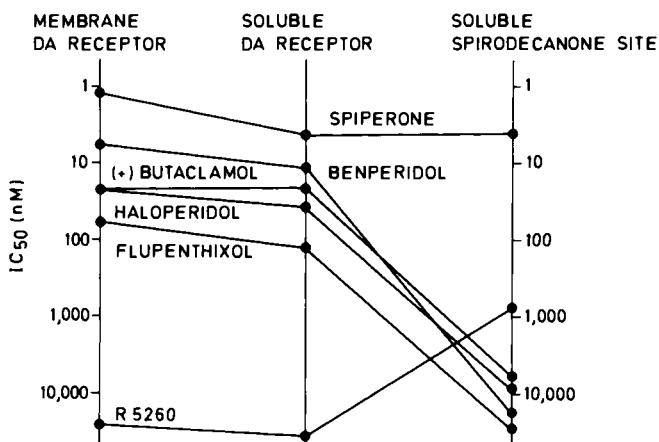 MEMBRANE
DA RECEPTOR
SOLUBLE
DA RECEPTOR
SOLUBLE
SPIRODECANONE SITE
IC50 (nM)
1
10
100
1,000
10,000
SPIPERONE
BENPERIDOL
(+) BUTACLAMOL
HALOPERIDOL
FLUPENTHIXOL
R 5260
1
10
100
1,000
10,000